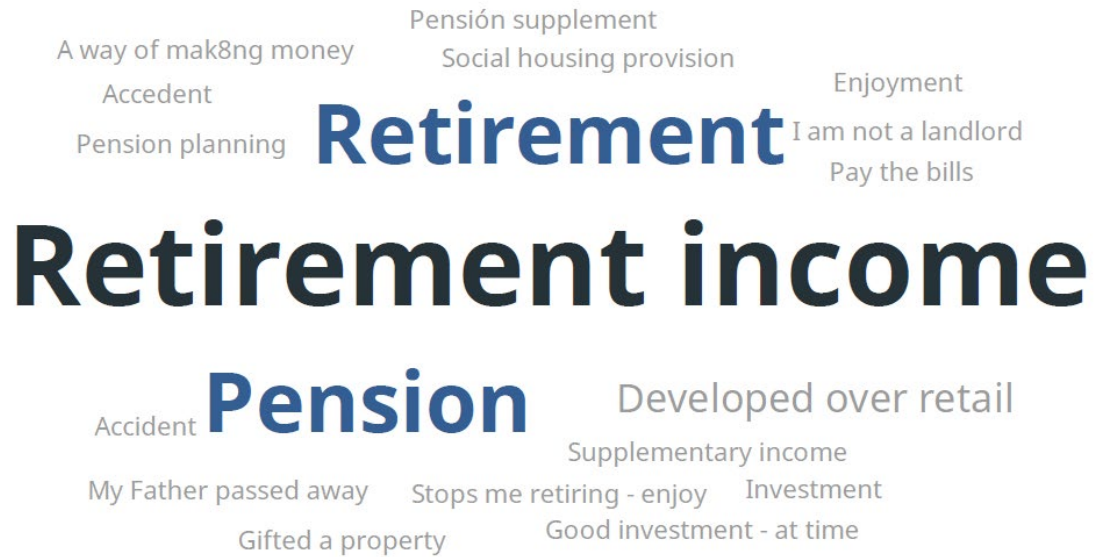 Pensión supplement
A way of mak8ng money
Social housing provision
Enjoyment
Accedent
Retirement
I am not a landlord
Pension planning
Pay the bills
Retirement income
Pension
Developed over retail
Accident
Supplementary income
My Father passed away
Stops me retiring - enjoy
Investment
Good investment - at time
Gifted a property